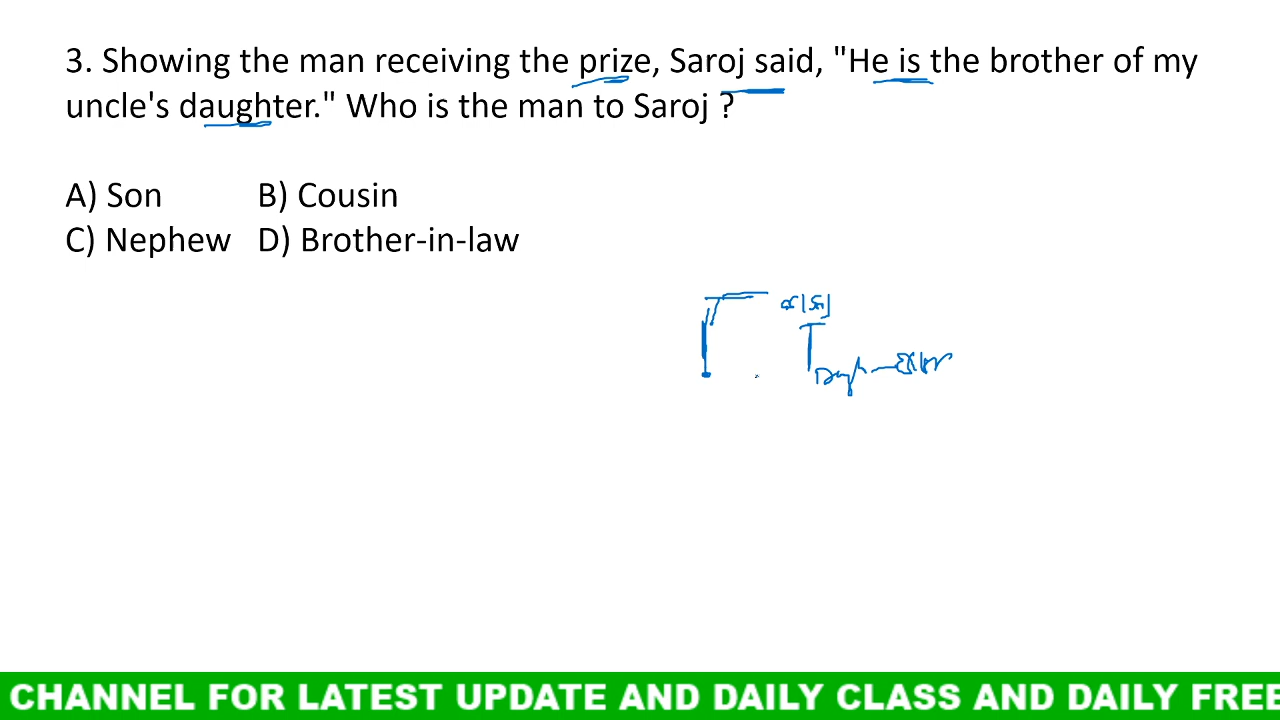 3. Showing the man receiving the prize, Saroj said, "He is the brother of my
uncle's daughter." Who is the man to Saroj ?
A) Son B) Cousin
C) Nephew D) Brother-in-law
CHANNEL FOR LATEST UPDATE AND DAILY CLASS AND DAILY FREE